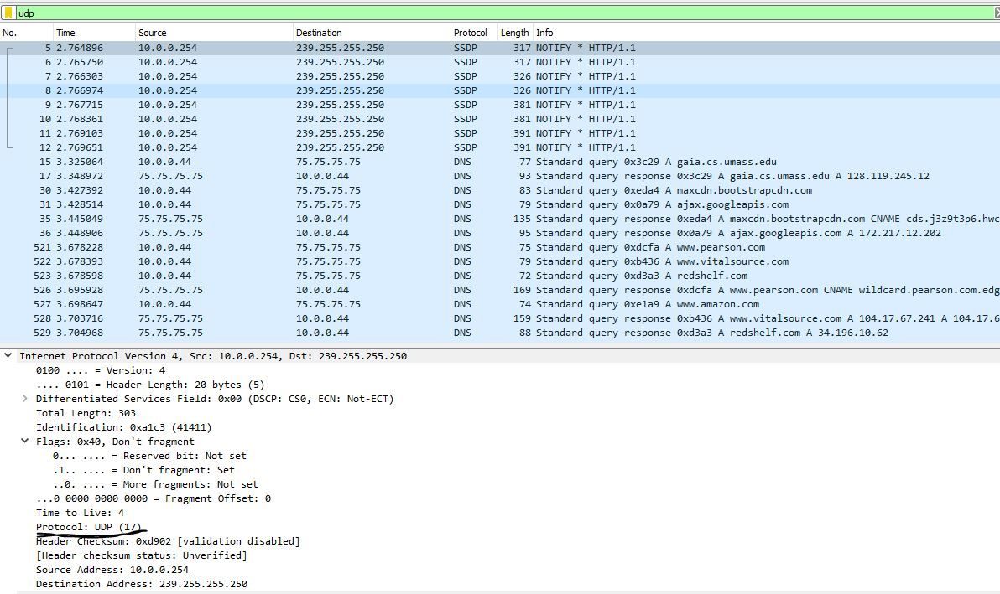 udp
No. Time Source Destination Protocol Length Info
5 2.764896 10.0.0.254 239.255.255.250 SSDP 317 NOTIFY * HTTP/1.1
6 2.765750 10.0.0.254 239.255.255.250 SSDP 317 NOTIFY * HTTP/1.1
7 2.766303 10.0.0.254 239.255.255.250 SSDP 326 NOTIFY * HTTP/1.1
8 2.766974 10.0.0.254 239.255.255.250 SSDP 326 NOTIFY * HTTP/1.1
9 2.767715 10.0.0.254 239.255.255.250 SSDP 381 NOTIFY * HTTP/1.1
10 2.768361 10.0.0.254 239.255.255.250 SSDP 381 NOTIFY * HTTP/1.1
11 2.769103 10.0.0.254 239.255.255.250 SSDP 391 NOTIFY * HTTP/1.1
12 2.769651 10.0.0.254 239.255.255.250 SSDP 391 NOTIFY * HTTP/1.1
15 3.325064 10.0.0.44 75.75.75.75 DNS 77 Standard query 0x3c29 A gaia.cs.umass.edu
17 3.348972 75.75.75.75 10.0.0.44 DNS 93 Standard query response 0x3c29 A gaia.cs.umass.edu A 128.119.245.12
30 3.427392 10.0.0.44 75.75.75.75 DNS 83 Standard query 0xeda4 A maxcdn.bootstrapcdn.com
31 3.428514 10.0.0.44 75.75.75.75 DNS 79 Standard query 0x0a79 A ajax.googleapis.com
35 3.445049 75.75.75.75 10.0.0.44 DNS 135 Standard query response 0xeda4 A maxcdn.bootstrapcdn.com CNAME cds.j3z9t3p6.hwc
36 3.448906 75.75.75.75 10.0.0.44 DNS 95 Standard query response 0x0a79 A ajax.googleapis.com A 172.217.12.202
521 3.678228 10.0.0.44 75.75.75.75 DNS 75 Standard query 0xdcfa A www.pearson.com
522 3.678393 10.0.0.44 75.75.75.75 DNS 79 Standard query 0xb436 A www.vitalsource.com
523 3.678598 10.0.0.44 75.75.75.75 DNS 72 Standard query 0xd3a3 A redshelf.com
526 3.695928 75.75.75.75 10.0.0.44 DNS 169 Standard query response 0xdcfa A www.pearson.com CNAME wildcard.pearson.com.edg
527 3.698647 10.0.0.44 75.75.75.75 DNS 74 Standard query 0xe1a9 A www.amazon.com
528 3.703716 75.75.75.75 10.0.0.44 DNS 159 Standard query response 0xb436 A www.vitalsource.com A 104.17.67.241 A 104.17.6
529 3.704968 75.75.75.75 10.0.0.44 DNS 88 Standard query response 0xd3a3 A redshelf.com A 34.196.10.62
Internet Protocol Version 4, Src: 10.0.0.254, Dst: 239.255.255.250
0100 .... = Version: 4
.... 0101 = Header Length: 20 bytes (5)
Differentiated Services Field: 0x00 (DSCP: CS0, ECN: Not-ECT)
Total Length: 303
Identification: 0xa1c3 (41411)
Flags: 0x40, Don't fragment
0... .... = Reserved bit: Not set
.1.. .... = Don't fragment: Set
..0. .... = More fragments: Not set
...0 0000 0000 0000 = Fragment Offset: 0
Time to Live: 4
Protocol: UDP (17)
Header Checksum: 0xd902 [validation disabled]
[Header checksum status: Unverified]
Source Address: 10.0.0.254
Destination Address: 239.255.255.250